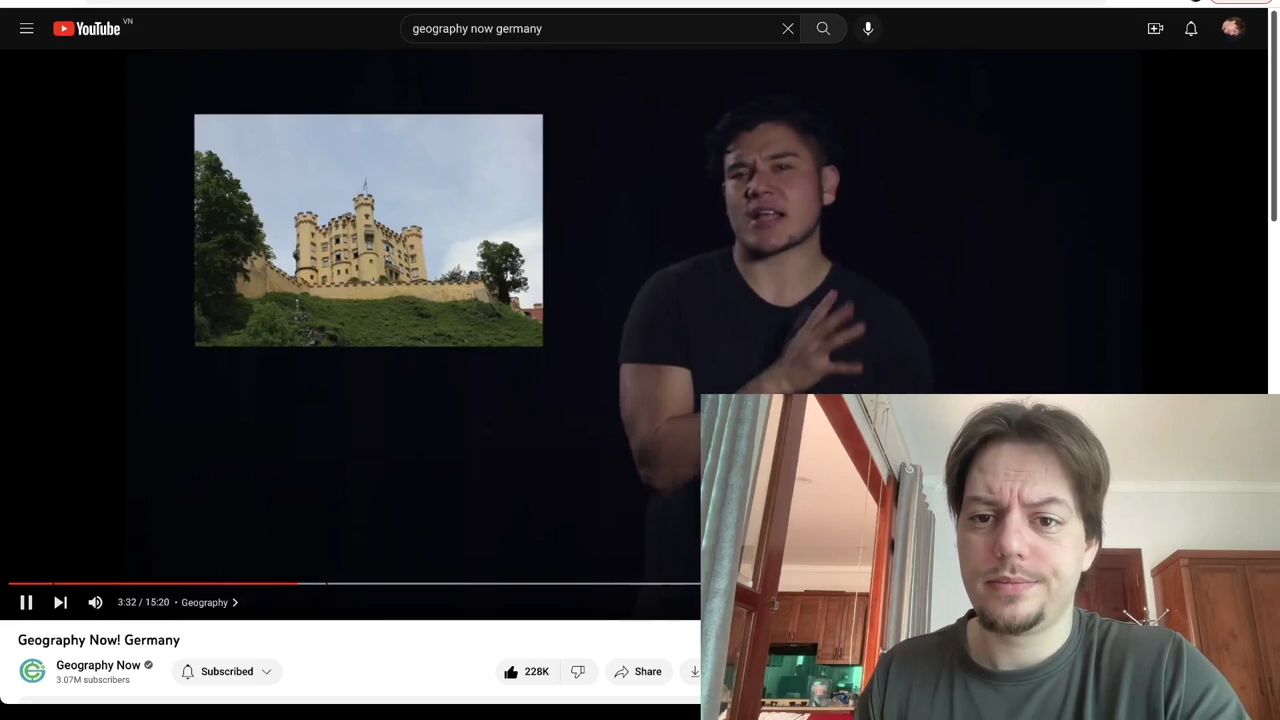 YouTube VN
geography now germany
3:32 / 15:20 • Geography
Geography Now! Germany
Geography Now
3.07M subscribers
Subscribed
228K
Share